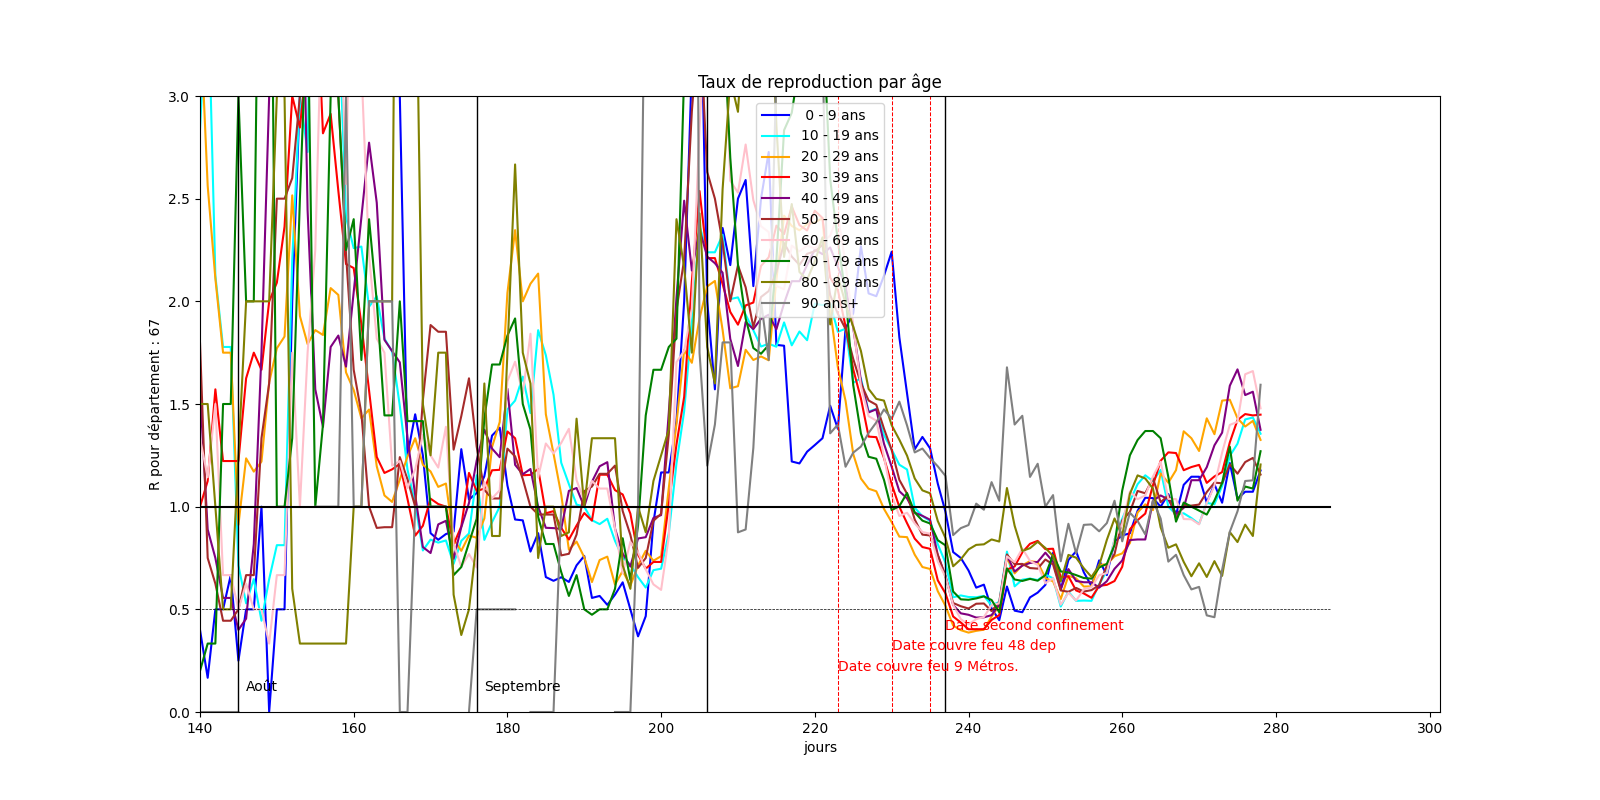 Taux de reproduction par âge
R pour département : 67
3.0
2.5
2.0
1.5
1.0
0.5
0.0
0 - 9 ans
10 - 19 ans
20 - 29 ans
30 - 39 ans
40 - 49 ans
50 - 59 ans
60 - 69 ans
70 - 79 ans
80 - 89 ans
90 ans+
Date second confinement
Date couvre feu 48 dep
Date couvre feu 9 Métros.
Août
Septembre
140
160
180
200
220
240
260
280
300
jours